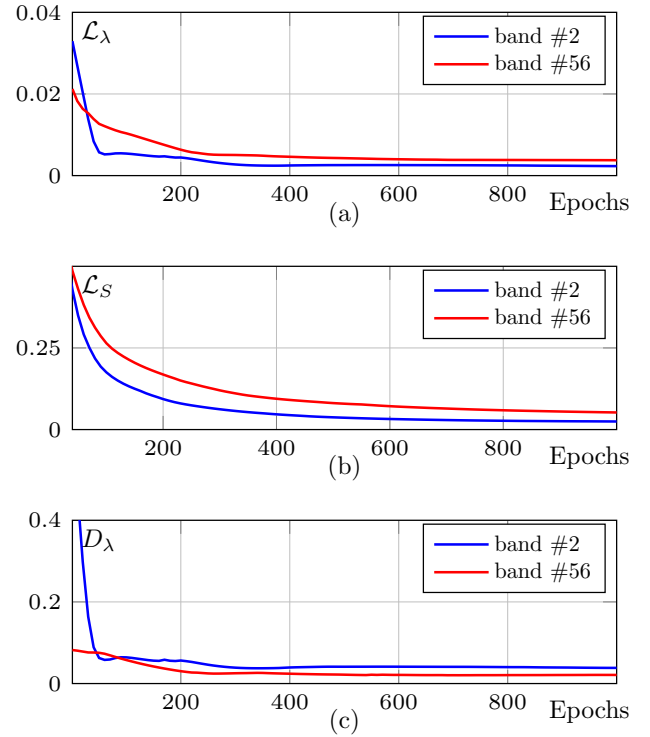 0.04
ℒ_λ
band #2
band #56
0.02
0
200
400
600
800
Epochs
(a)
ℒ_S
band #2
band #56
0.25
0
200
400
600
800
Epochs
(b)
0.4
D_λ
band #2
band #56
0.2
0
200
400
600
800
Epochs
(c)